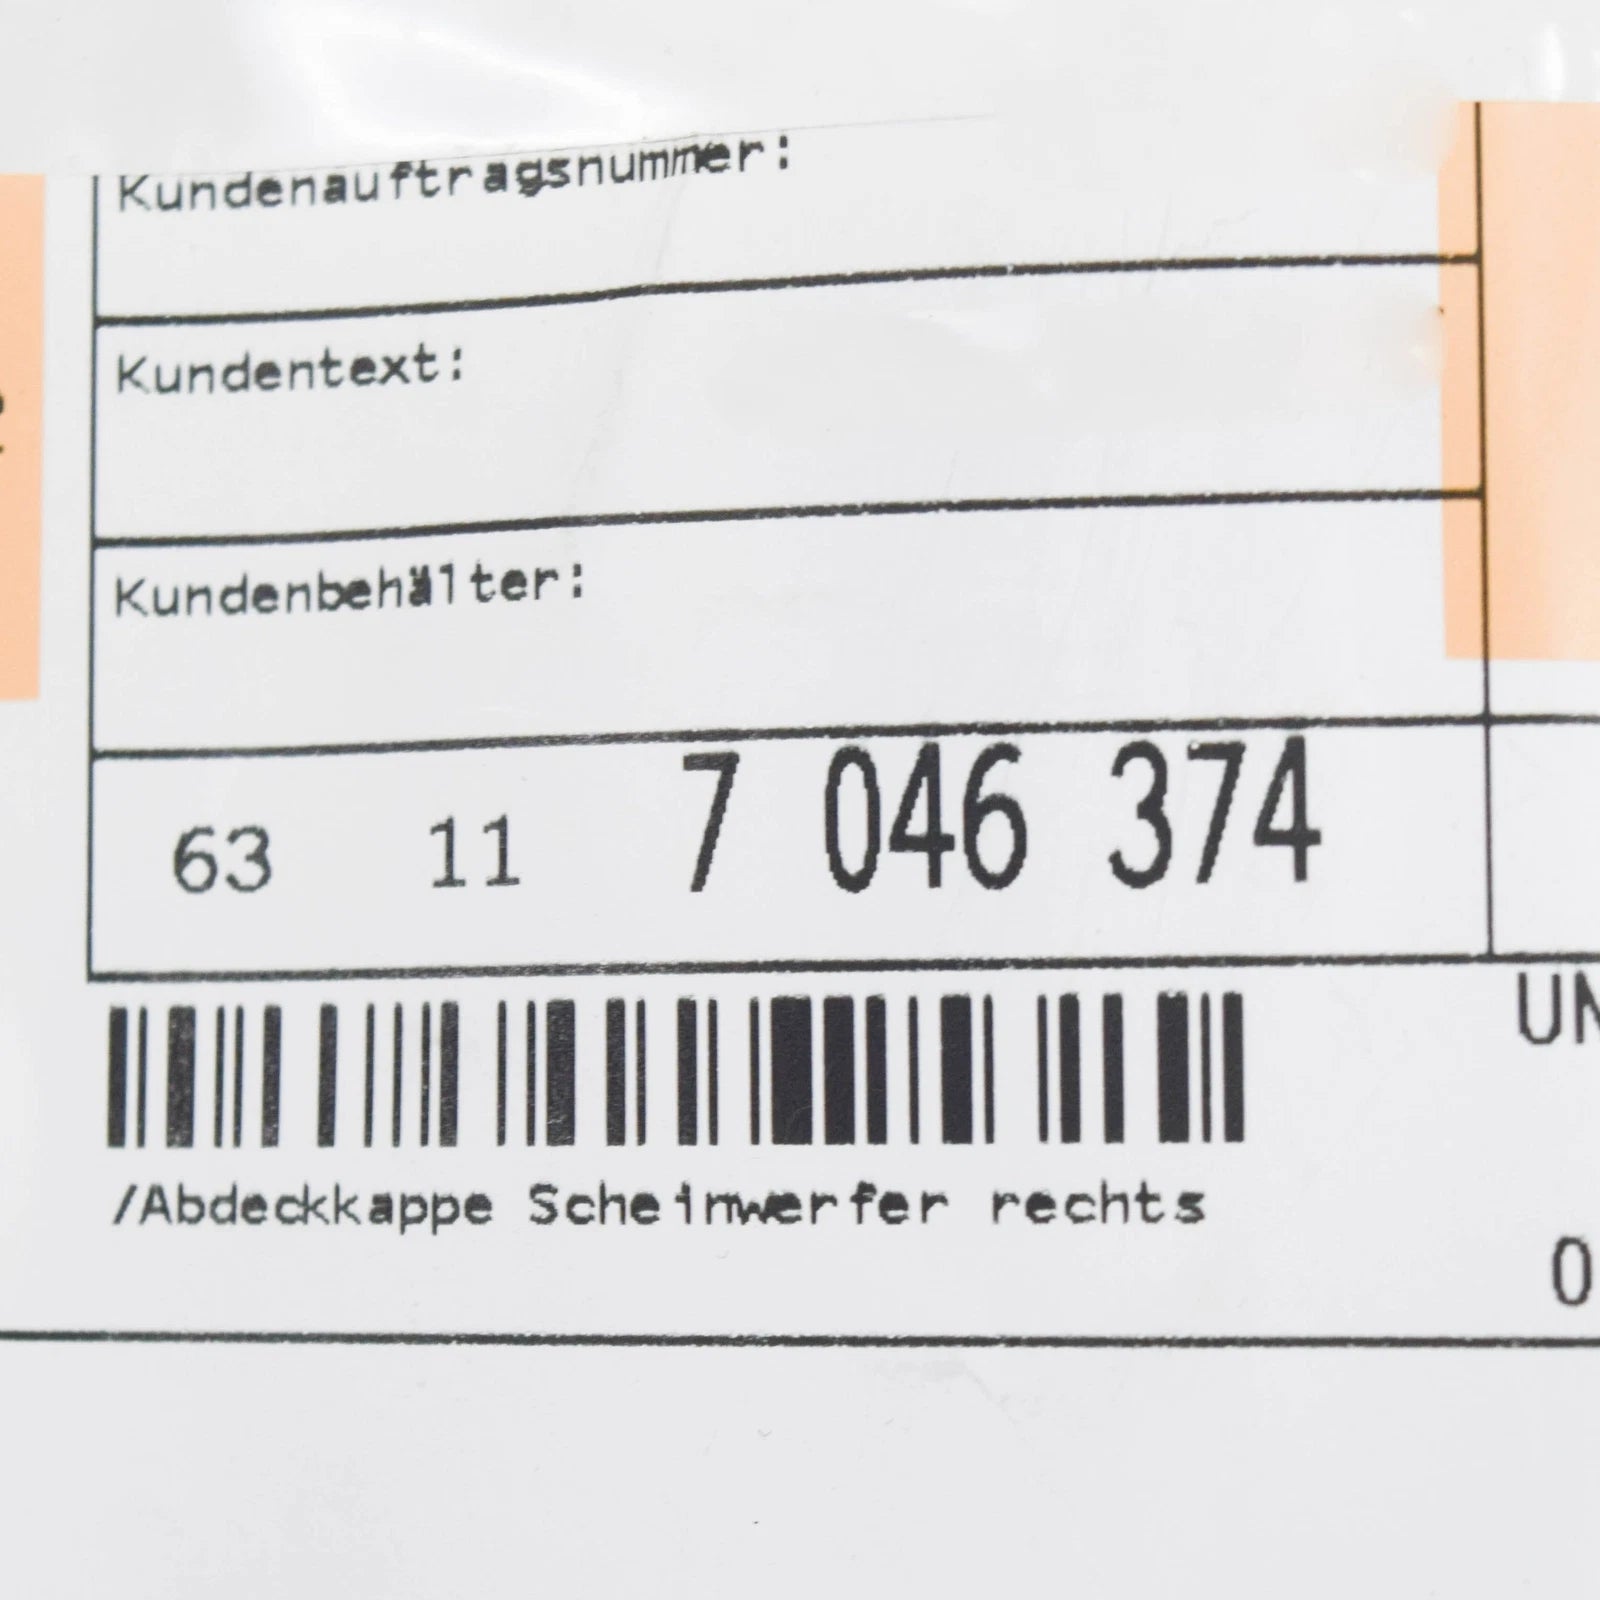 Kundenauftragsnummer:
Kundentext:
Kundenbehälter:
63 11 7 046 374
UN
/Abdeckkappe Scheinwerfer rechts
0